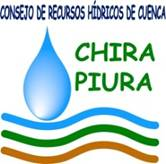 CONSEJO DE RECURSOS HÍDRICOS DE CUENCA
CHIRA
PIURA